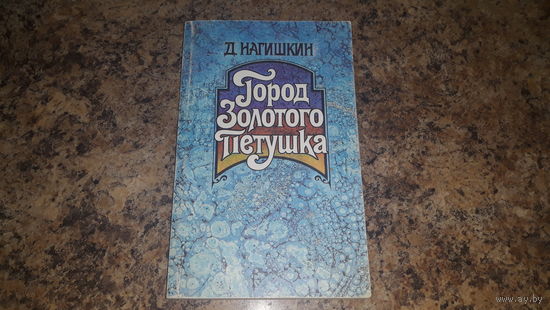 Д. НАГИШКИН
Город
Золотого
Петушка
www.ay.by